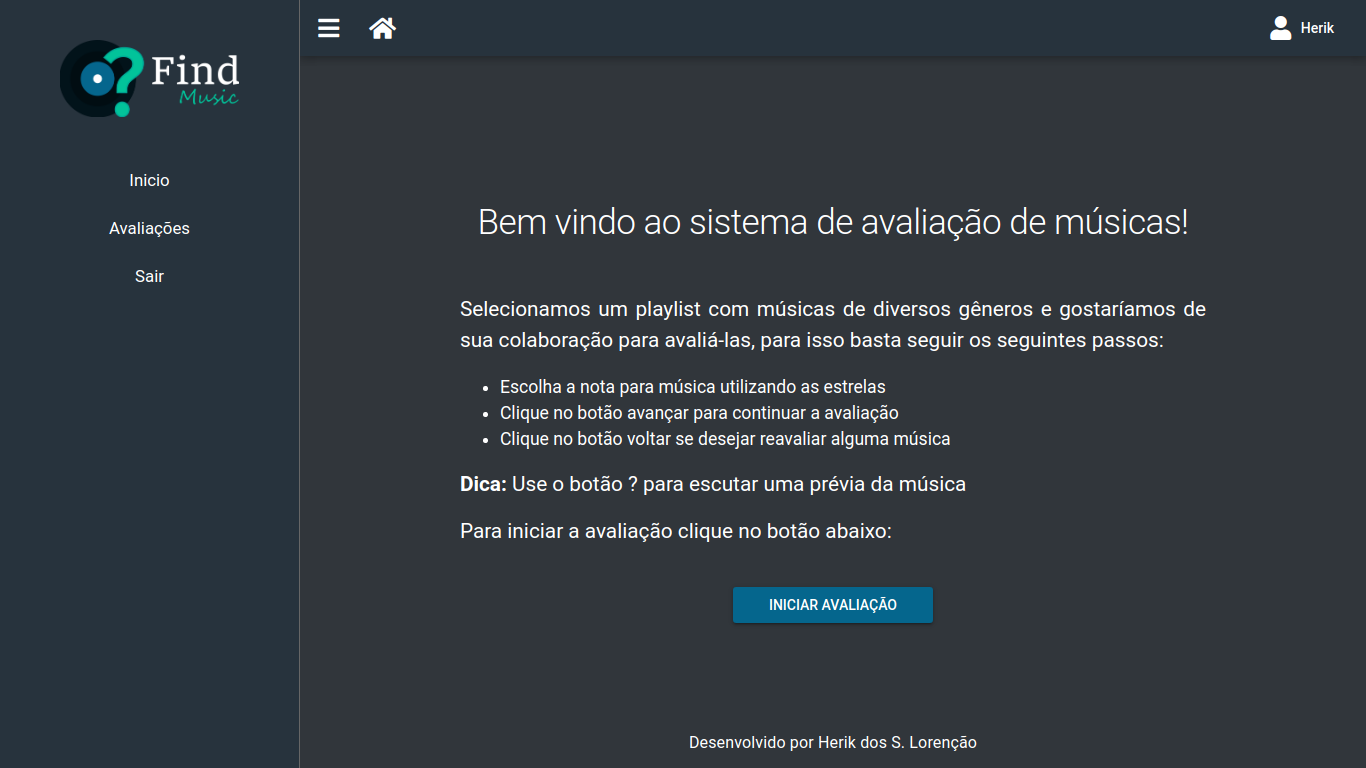 Find
Music
Inicio
Avaliações
Sair
Herik
Bem vindo ao sistema de avaliação de músicas!
Selecionamos um playlist com músicas de diversos gêneros e gostaríamos de
sua colaboração para avaliá-las, para isso basta seguir os seguintes passos:
Escolha a nota para música utilizando as estrelas
Clique no botão avançar para continuar a avaliação
Clique no botão voltar se desejar reavaliar alguma música
Dica: Use o botão ? para escutar uma prévia da música
Para iniciar a avaliação clique no botão abaixo:
INICIAR AVALIAÇÃO
Desenvolvido por Herik dos S. Lorenção